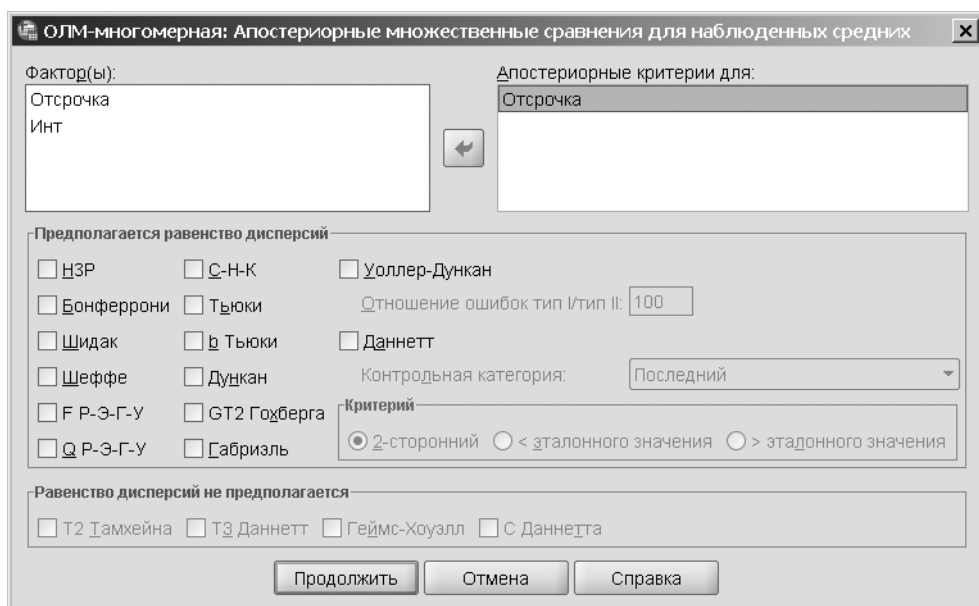 ОЛМ-многомерная: Апостериорные множественные сравнения для наблюденных средних
Фактор(ы):
Отсрочка
Инт
Апостериорные критерии для:
Отсрочка
Предполагается равенство дисперсий
НЗР С-Н-К Уоллер-Дункан
Бонферрони Тьюки Отношение ошибок тип I/тип II: 100
Шидак b Тьюки Даннетт
Шеффе Дункан Контрольная категория: Последний
F Р-Э-Г-У GT2 Гохберга Критерий
Q Р-Э-Г-У Габриэль 2-сторонний < эталонного значения > эталонного значения
Равенство дисперсий не предполагается
Т2 Тамхейна Т3 Даннетт Геймс-Хоуэлл С Даннетта
Продолжить Отмена Справка